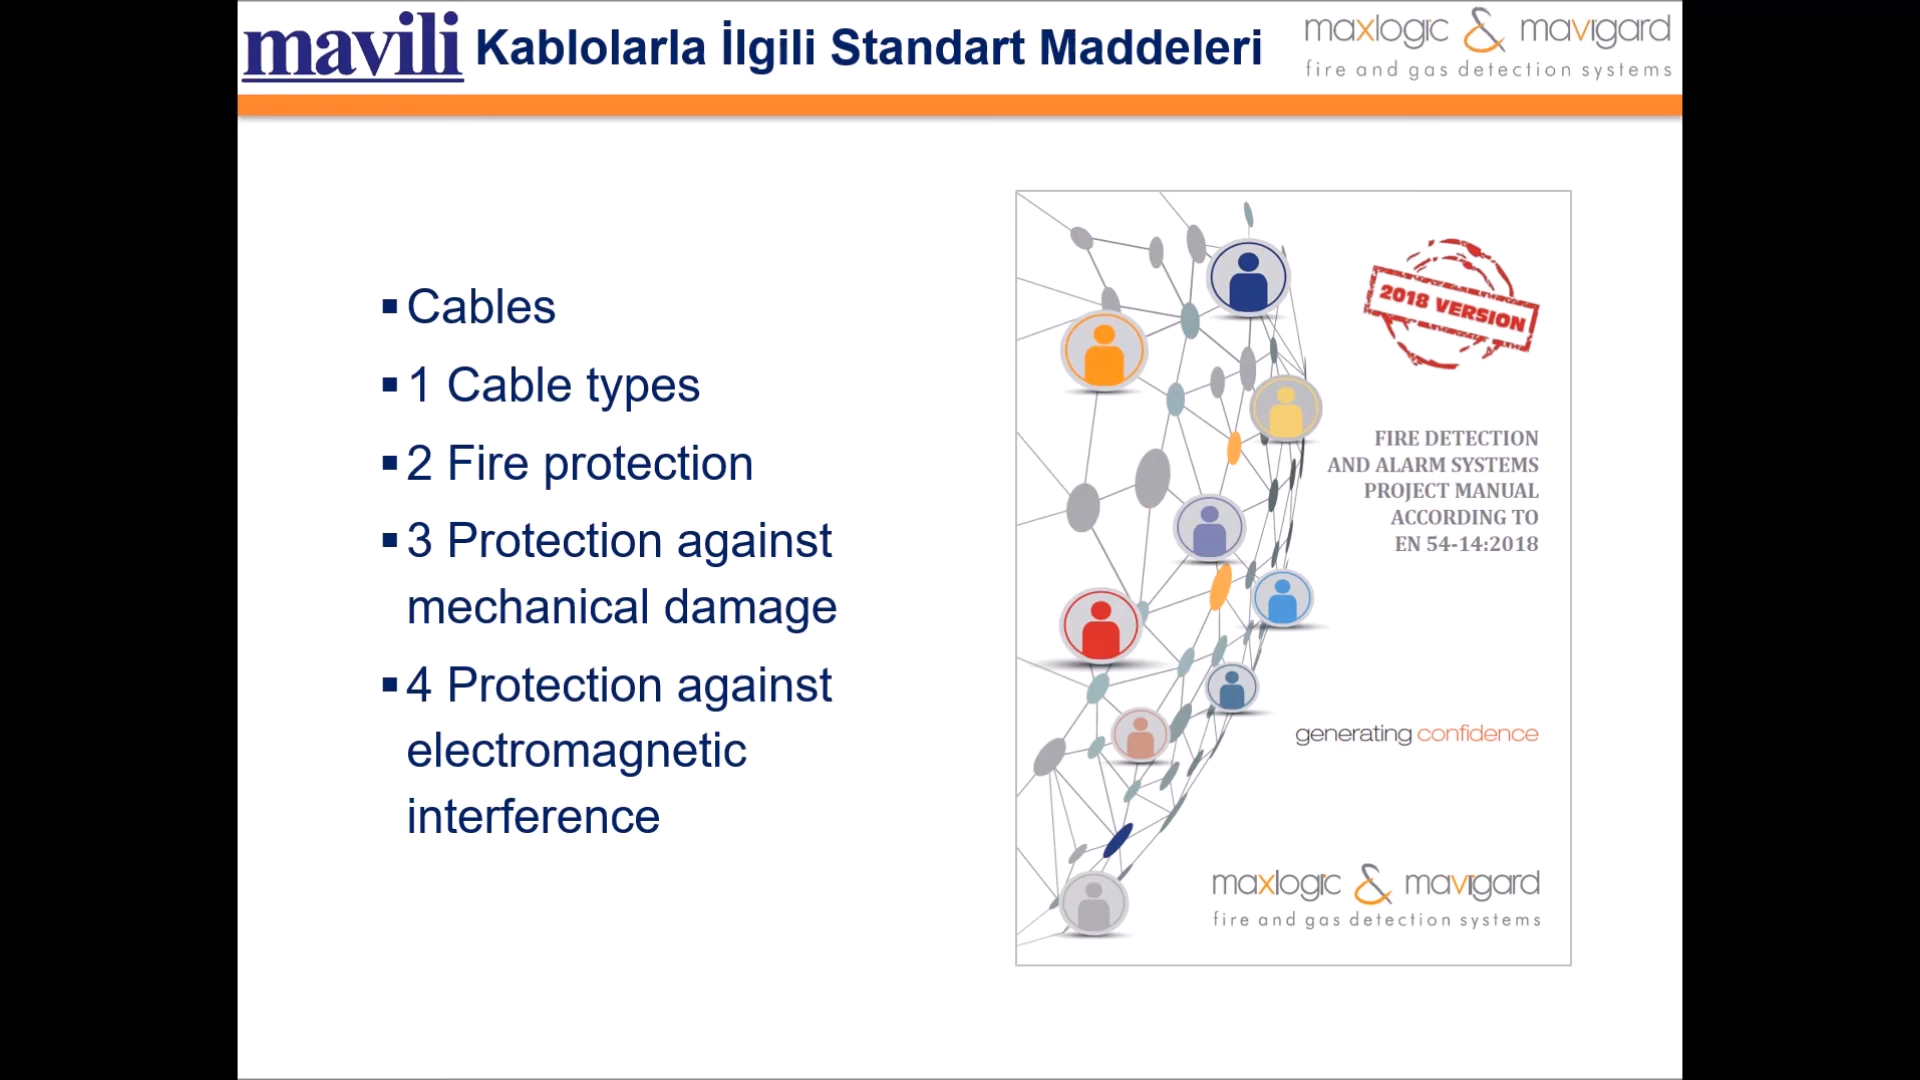 mavili Kablolarla İlgili Standart Maddeleri
maxlogic & mavigard
fire and gas detection systems
▪Cables
▪1 Cable types
▪2 Fire protection
▪3 Protection against
mechanical damage
▪4 Protection against
electromagnetic
interference
2018 VERSION
FIRE DETECTION
AND ALARM SYSTEMS
PROJECT MANUAL
ACCORDING TO
EN 54-14:2018
generating confidence
maxlogic & mavigard
fire and gas detection systems